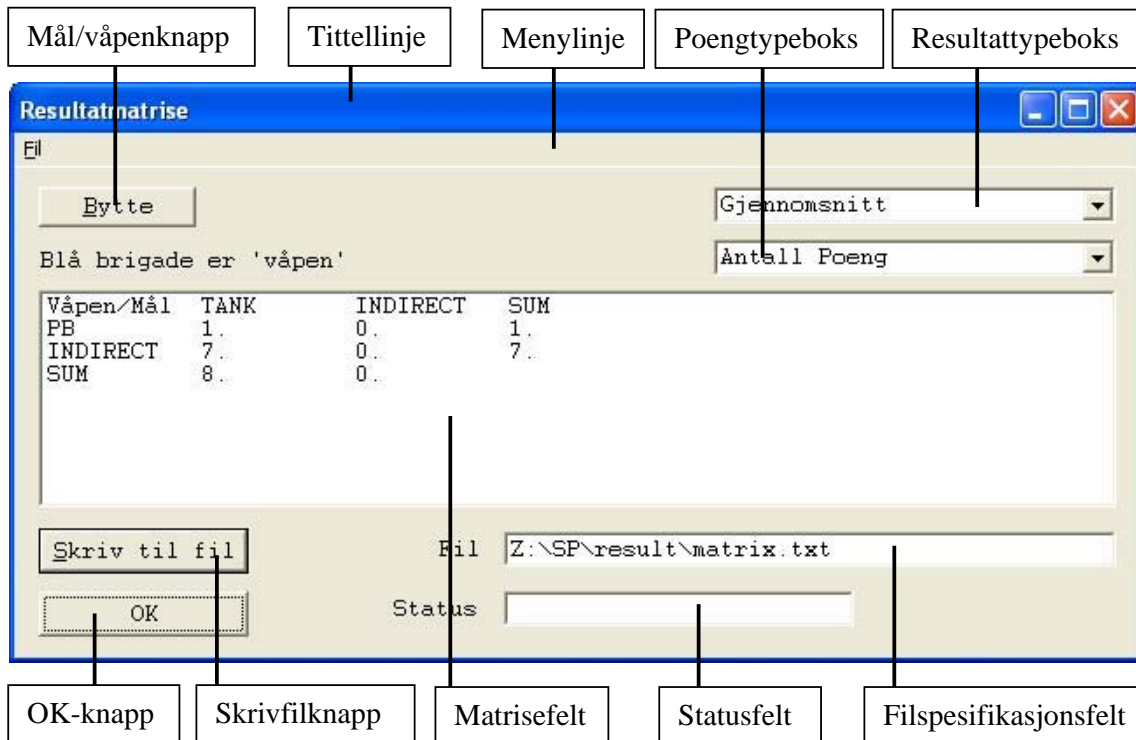 Mål/våpenknapp Tittellinje Menylinje Poengtypeboks Resultattypeboks
Resultatmatrise
Fil
Bytte Gjennomsnitt
Blå brigade er 'våpen' Antall Poeng
Våpen/Mål TANK INDIRECT SUM
PB 1. 0. 1.
INDIRECT 7. 0. 7.
SUM 8. 0.
Skriv til fil Fil Z:\SP\result\matrix.txt
OK Status
OK-knapp Skrivfilknapp Matrisefelt Statusfelt Filspesifikasjonsfelt